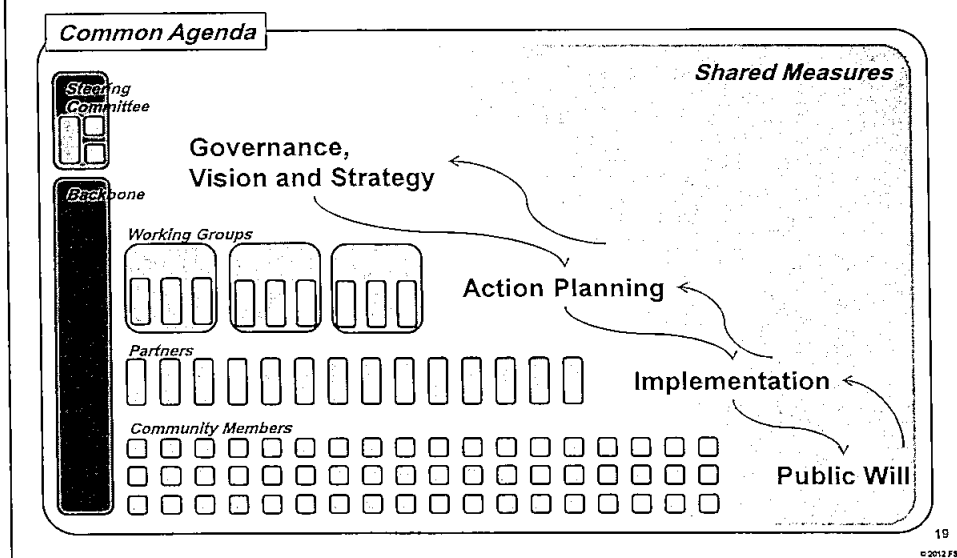 Common Agenda
Shared Measures
Steering
Committee
Governance,
Vision and Strategy
Backbone
Working Groups
Action Planning
Partners
Implementation
Community Members
Public Will
19
© 2012 FS